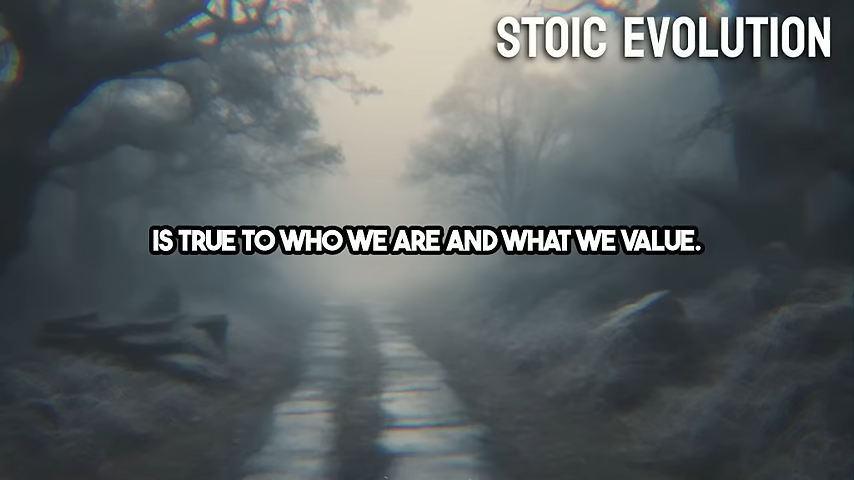 STOIC EVOLUTION
IS TRUE TO WHO WE ARE AND WHAT WE VALUE.